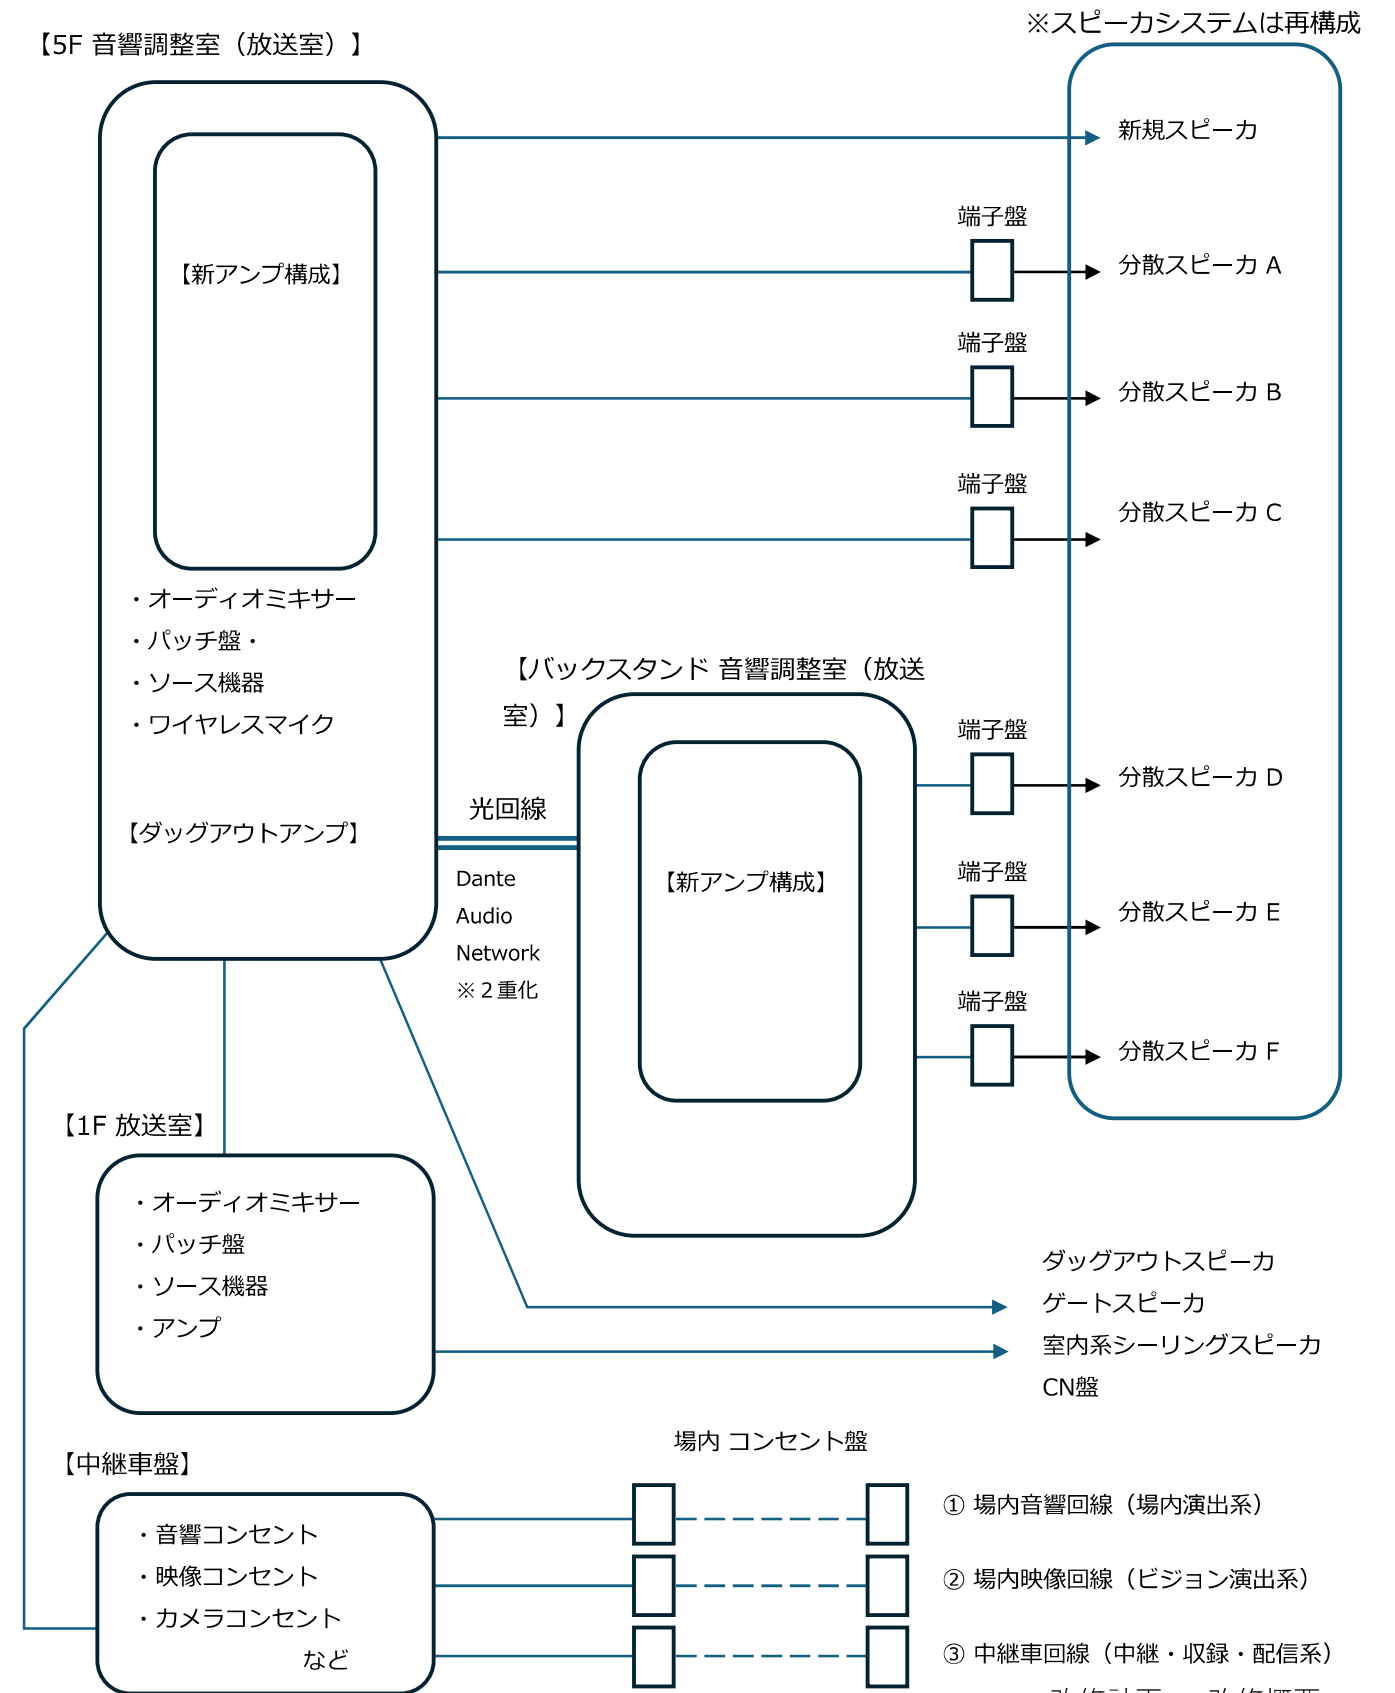 ※スピーカシステムは再構成
【5F 音響調整室（放送室）】
新規スピーカ
端子盤
【新アンプ構成】
分散スピーカ A
端子盤
分散スピーカ B
端子盤
分散スピーカ C
・オーディオミキサー
・パッチ盤・
・ソース機器
・ワイヤレスマイク
【ダッグアウトアンプ】
【バックスタンド 音響調整室（放送
室）】
端子盤
分散スピーカ D
光回線
Dante
Audio
Network
※２重化
【新アンプ構成】
端子盤
分散スピーカ E
端子盤
分散スピーカ F
【1F 放送室】
・オーディオミキサー
・パッチ盤
・ソース機器
・アンプ
ダッグアウトスピーカ
ゲートスピーカ
室内系シーリングスピーカ
CN盤
場内 コンセント盤
【中継車盤】
・音響コンセント
・映像コンセント
・カメラコンセント
など
① 場内音響回線（場内演出系）
② 場内映像回線（ビジョン演出系）
③ 中継車回線（中継・収録・配信系）